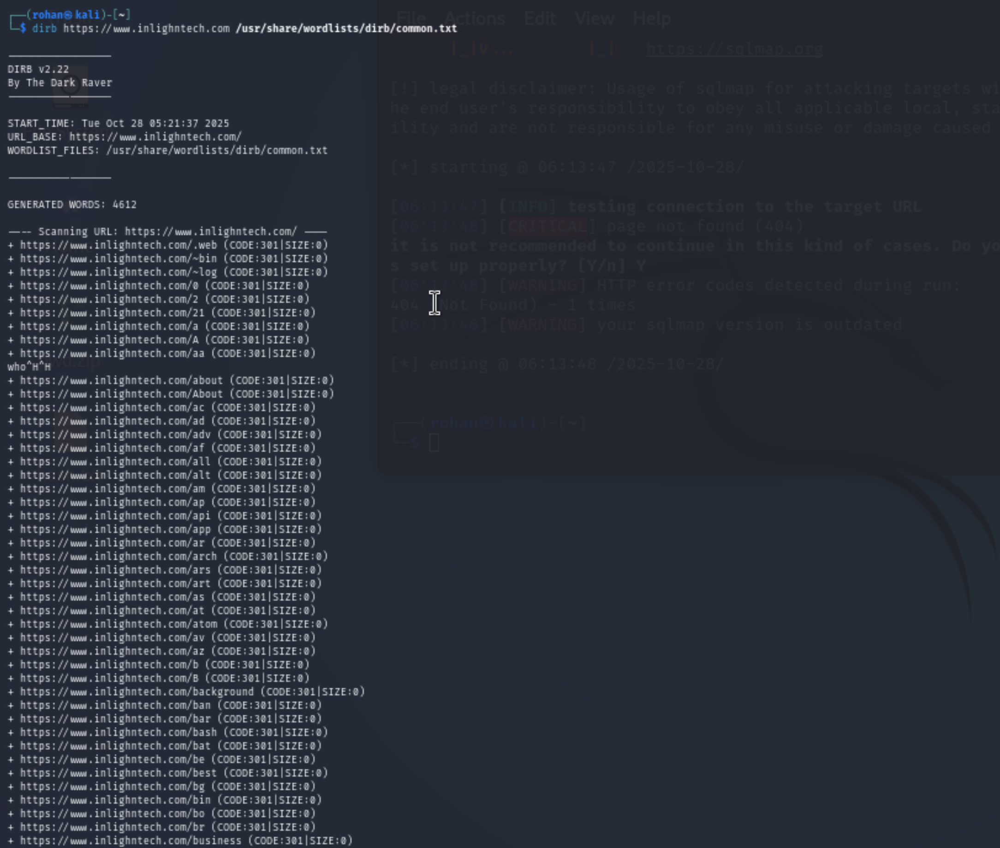 ┌──(rohan㉿kali)-[~]
└─$ dirb https://www.inlighntech.com /usr/share/wordlists/dirb/common.txt
-----------------
DIRB v2.22
By The Dark Raver
-----------------
START_TIME: Tue Oct 28 05:21:37 2025
URL_BASE: https://www.inlighntech.com/
WORDLIST_FILES: /usr/share/wordlists/dirb/common.txt
-----------------
GENERATED WORDS: 4612
---- Scanning URL: https://www.inlighntech.com/ ----
+ https://www.inlighntech.com/.web (CODE:301|SIZE:0)
+ https://www.inlighntech.com/~bin (CODE:301|SIZE:0)
+ https://www.inlighntech.com/~log (CODE:301|SIZE:0)
+ https://www.inlighntech.com/0 (CODE:301|SIZE:0)
+ https://www.inlighntech.com/2 (CODE:301|SIZE:0)
+ https://www.inlighntech.com/21 (CODE:301|SIZE:0)
+ https://www.inlighntech.com/a (CODE:301|SIZE:0)
+ https://www.inlighntech.com/A (CODE:301|SIZE:0)
+ https://www.inlighntech.com/aa (CODE:301|SIZE:0)
who^H^H
+ https://www.inlighntech.com/about (CODE:301|SIZE:0)
+ https://www.inlighntech.com/About (CODE:301|SIZE:0)
+ https://www.inlighntech.com/ac (CODE:301|SIZE:0)
+ https://www.inlighntech.com/ad (CODE:301|SIZE:0)
+ https://www.inlighntech.com/adv (CODE:301|SIZE:0)
+ https://www.inlighntech.com/af (CODE:301|SIZE:0)
+ https://www.inlighntech.com/all (CODE:301|SIZE:0)
+ https://www.inlighntech.com/alt (CODE:301|SIZE:0)
+ https://www.inlighntech.com/am (CODE:301|SIZE:0)
+ https://www.inlighntech.com/ap (CODE:301|SIZE:0)
+ https://www.inlighntech.com/api (CODE:301|SIZE:0)
+ https://www.inlighntech.com/app (CODE:301|SIZE:0)
+ https://www.inlighntech.com/ar (CODE:301|SIZE:0)
+ https://www.inlighntech.com/arch (CODE:301|SIZE:0)
+ https://www.inlighntech.com/ars (CODE:301|SIZE:0)
+ https://www.inlighntech.com/art (CODE:301|SIZE:0)
+ https://www.inlighntech.com/as (CODE:301|SIZE:0)
+ https://www.inlighntech.com/at (CODE:301|SIZE:0)
+ https://www.inlighntech.com/atom (CODE:301|SIZE:0)
+ https://www.inlighntech.com/av (CODE:301|SIZE:0)
+ https://www.inlighntech.com/az (CODE:301|SIZE:0)
+ https://www.inlighntech.com/b (CODE:301|SIZE:0)
+ https://www.inlighntech.com/B (CODE:301|SIZE:0)
+ https://www.inlighntech.com/background (CODE:301|SIZE:0)
+ https://www.inlighntech.com/ban (CODE:301|SIZE:0)
+ https://www.inlighntech.com/bar (CODE:301|SIZE:0)
+ https://www.inlighntech.com/bash (CODE:301|SIZE:0)
+ https://www.inlighntech.com/bat (CODE:301|SIZE:0)
+ https://www.inlighntech.com/be (CODE:301|SIZE:0)
+ https://www.inlighntech.com/best (CODE:301|SIZE:0)
+ https://www.inlighntech.com/bg (CODE:301|SIZE:0)
+ https://www.inlighntech.com/bin (CODE:301|SIZE:0)
+ https://www.inlighntech.com/bo (CODE:301|SIZE:0)
+ https://www.inlighntech.com/br (CODE:301|SIZE:0)
+ https://www.inlighntech.com/business (CODE:301|SIZE:0)
File Actions Edit View Help
|_|V... |_| https://sqlmap.org
[!] legal disclaimer: Usage of sqlmap for attacking targets wi
he end user's responsibility to obey all applicable local, sta
ility and are not responsible for any misuse or damage caused
[*] starting @ 06:13:47 /2025-10-28/
[06:13:47] [INFO] testing connection to the target URL
[06:13:48] [CRITICAL] page not found (404)
it is not recommended to continue in this kind of cases. Do yo
s set up properly? [Y/n] Y
[06:13:48] [WARNING] HTTP error codes detected during run:
404 (Not Found) - 1 times
[06:13:48] [WARNING] your sqlmap version is outdated
[*] ending @ 06:13:48 /2025-10-28/
┌──(rohan㉿kali)-[~]
└─$